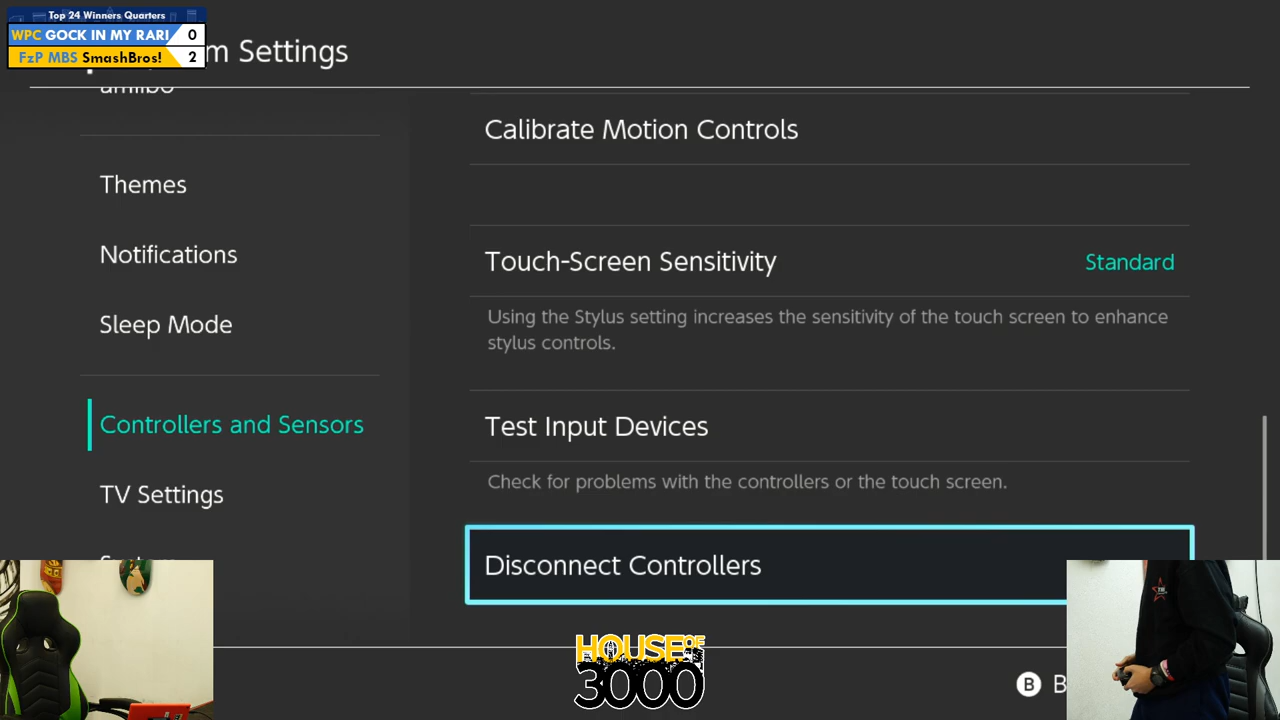 Top 24 Winners Quarters
WPC GOCK IN MY RARI 0
FzP MBS SmashBros! 2
m Settings
amiibo
Themes
Notifications
Sleep Mode
Controllers and Sensors
TV Settings
Calibrate Motion Controls
Touch-Screen Sensitivity Standard
Using the Stylus setting increases the sensitivity of the touch screen to enhance
stylus controls.
Test Input Devices
Check for problems with the controllers or the touch screen.
Disconnect Controllers
HOUSE OF
3000
B B